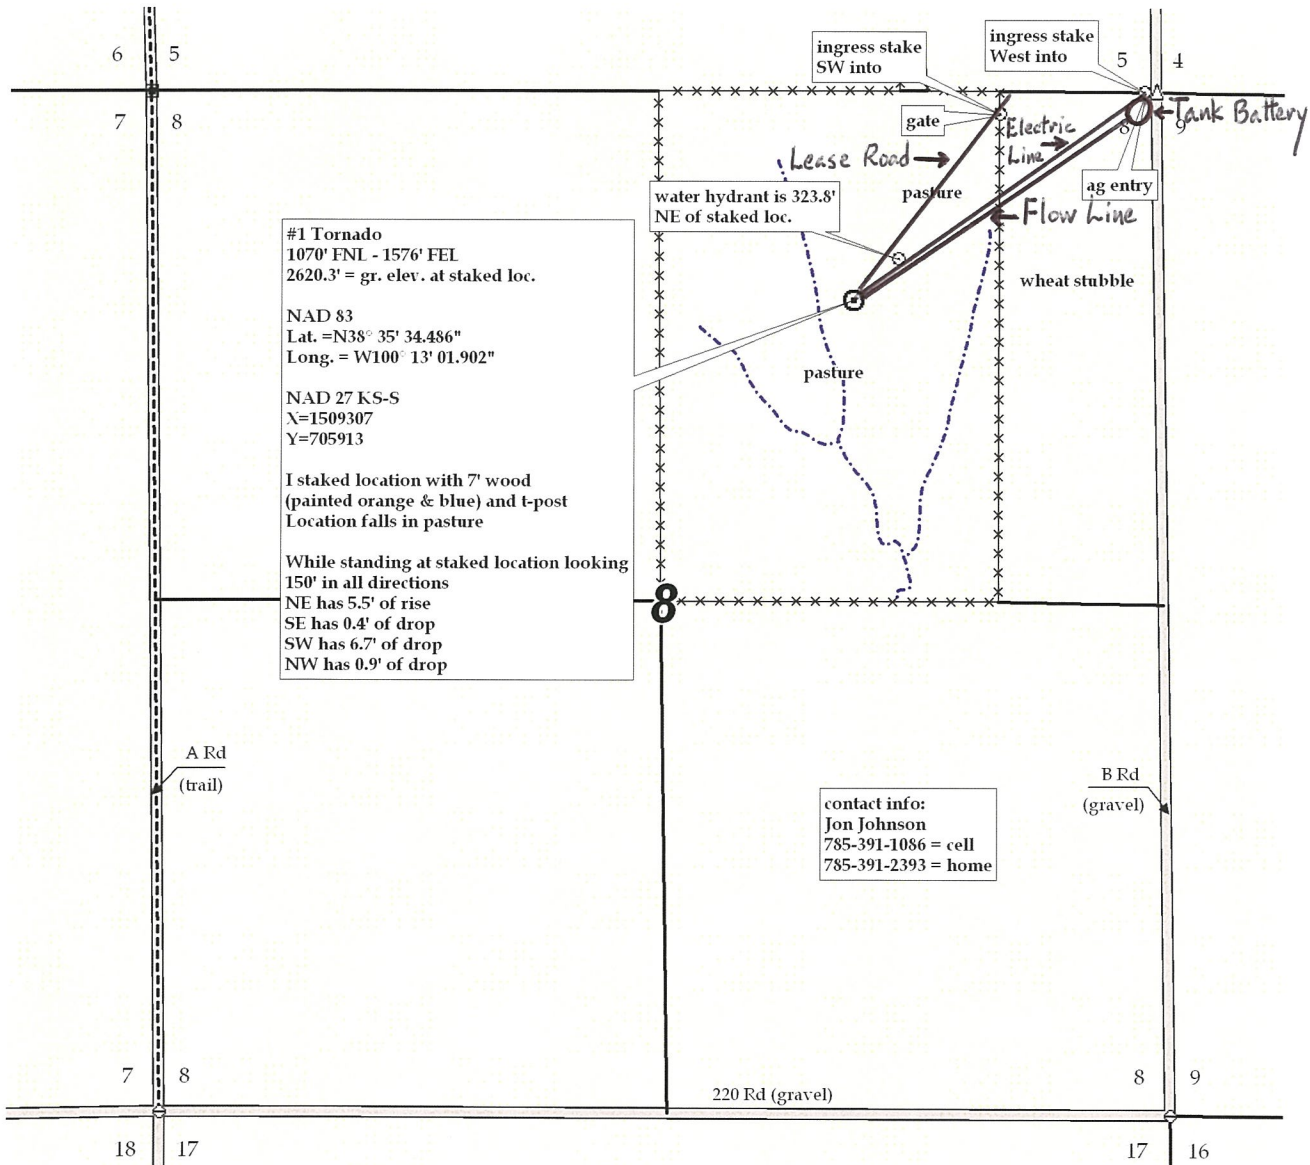 6 5
ingress stake
SW into
ingress stake
West into
5 4
7 8
gate
Electric
Line
8 9
Tank Battery
Lease Road
pasture
ag entry
water hydrant is 323.8'
NE of staked loc.
Flow Line
#1 Tornado
1070' FNL - 1576' FEL
2620.3' = gr. elev. at staked loc.
NAD 83
Lat. =N38° 35' 34.486"
Long. = W100° 13' 01.902"
NAD 27 KS-S
X=1509307
Y=705913
I staked location with 7' wood
(painted orange & blue) and t-post
Location falls in pasture
While standing at staked location looking
150' in all directions
NE has 5.5' of rise
SE has 0.4' of drop
SW has 6.7' of drop
NW has 0.9' of drop
wheat stubble
pasture
8
A Rd
(trail)
B Rd
(gravel)
contact info:
Jon Johnson
785-391-1086 = cell
785-391-2393 = home
7 8
8 9
220 Rd (gravel)
18 17
17 16